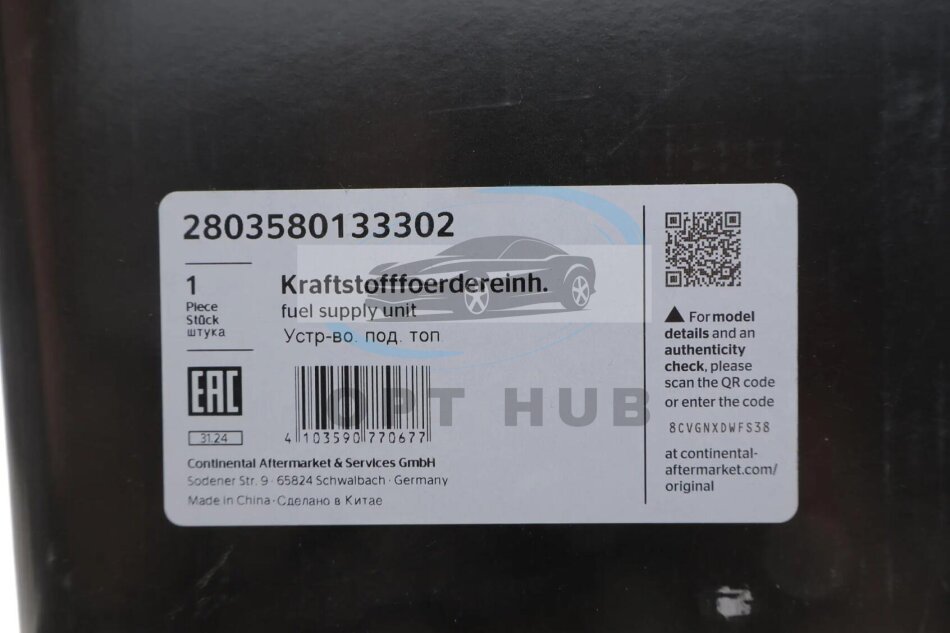 2803580133302
1
Piece
Stück
штука
Kraftstofffoerdereinh.
fuel supply unit
Устр-во. под. топ.
EAC
31.24
4 103590 770677
OPT HUB
Continental Aftermarket & Services GmbH
Sodener Str. 9 · 65824 Schwalbach · Germany
Made in China · Сделано в Китае
For model
details and an
authenticity
check, please
scan the QR code
or enter the code
8CVGNXDWFS38
at continental-
aftermarket.com/
original